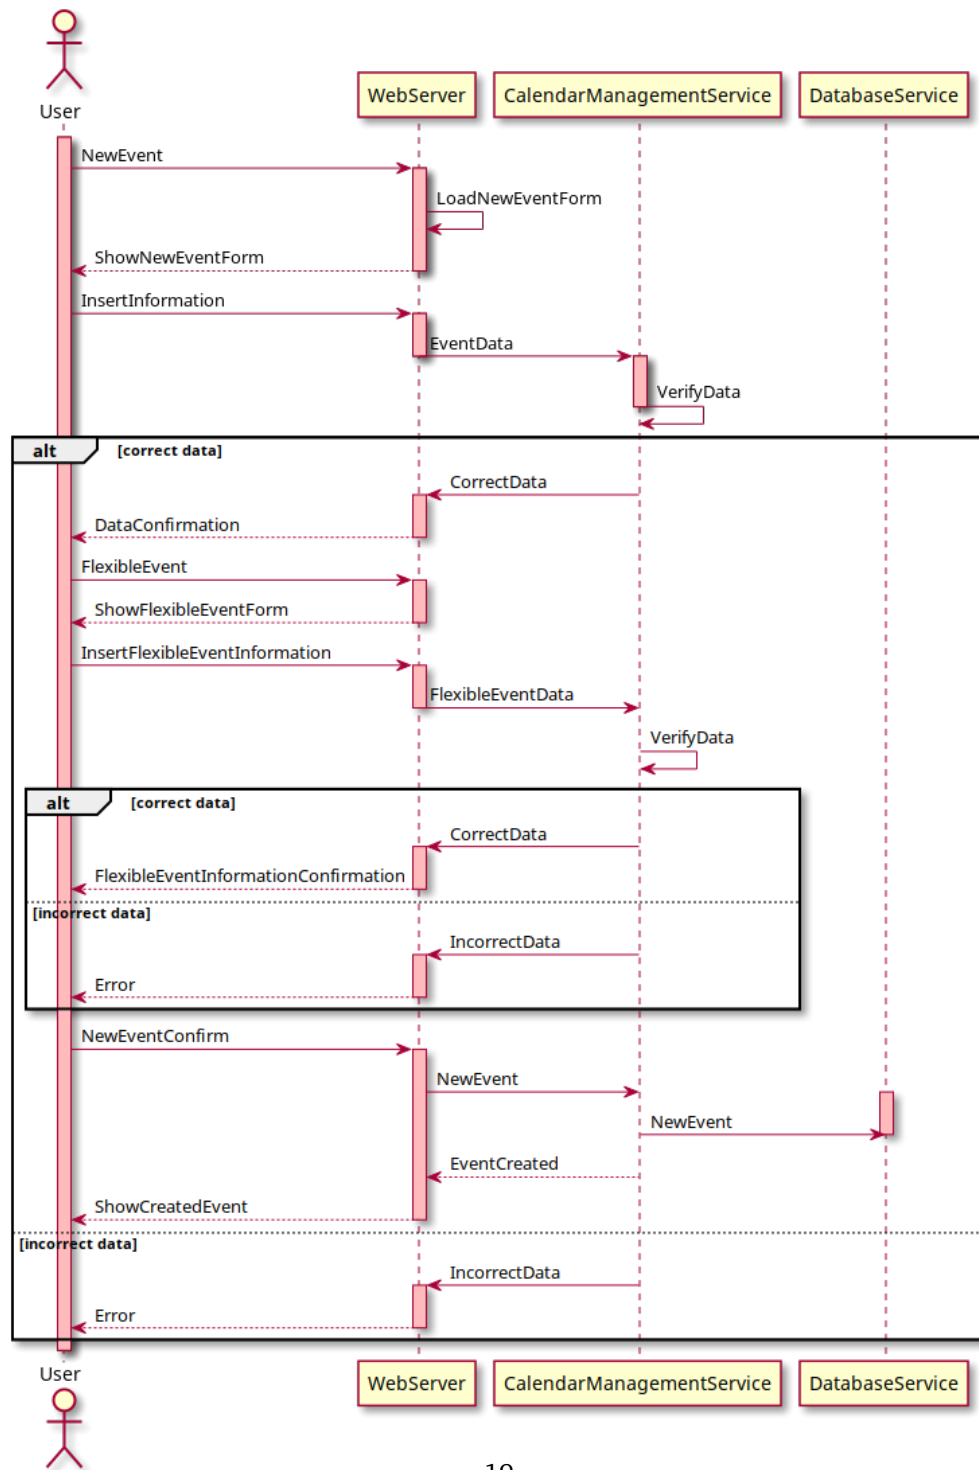 User
WebServer
CalendarManagementService
DatabaseService
NewEvent
LoadNewEventForm
ShowNewEventForm
InsertInformation
EventData
VerifyData
alt
[correct data]
CorrectData
DataConfirmation
FlexibleEvent
ShowFlexibleEventForm
InsertFlexibleEventInformation
FlexibleEventData
VerifyData
alt
[correct data]
CorrectData
FlexibleEventInformationConfirmation
[incorrect data]
IncorrectData
Error
NewEventConfirm
NewEvent
NewEvent
EventCreated
ShowCreatedEvent
[incorrect data]
IncorrectData
Error
User
WebServer
CalendarManagementService
DatabaseService